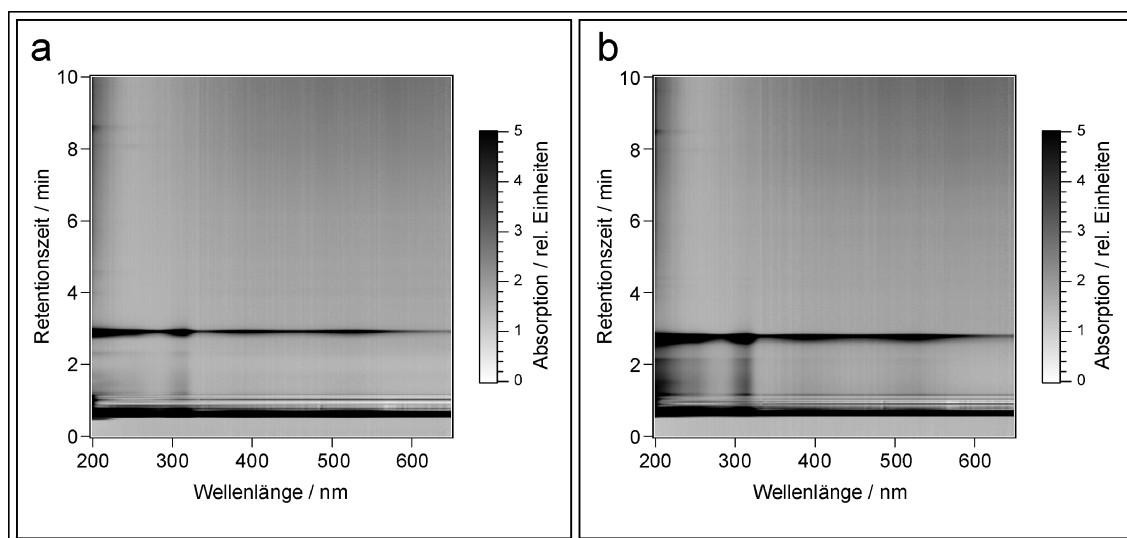 a
10
8
6
4
2
0
Retentionszeit / min
200 300 400 500 600
Wellenlänge / nm
5
4
3
2
1
0
Absorption / rel. Einheiten
b
10
8
6
4
2
0
Retentionszeit / min
200 300 400 500 600
Wellenlänge / nm
5
4
3
2
1
0
Absorption / rel. Einheiten